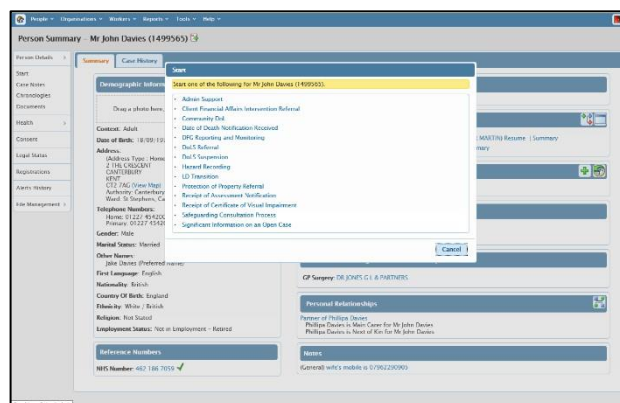 People Organisations Workers Reports Tools Help
Person Summary - Mr John Davies (1499565)
Person Details
Start
Case Notes
Chronologies
Documents
Health
Concern
Legal Status
Registrations
Alerts History
File Management
Summary Case History
Demographic Inform
Drag a photo here,
Context: Adult
Date of Birth: 18/09/19
Address:
(Address Type : Home
2 THE CRESCENT
CANTERBURY
KENT
CT2 7AG (View Map)
Authority: Canterbury
Ward: St Stephens, Ca
Telephone Numbers:
Home: 01227 454200
Primary: 01227 4542
Gender: Male
Marital Status: Married
Other Names:
Jake Davies (Preferred name)
First Language: English
Nationality: British
Country Of Birth: England
Ethnicity: White / British
Religion: Not Stated
Employment Status: Not in Employment - Retired
Reference Numbers
NHS Number: 462 186 7059
Start
Start one of the following for Mr John Davies (1499565).
Admin Support
Client Financial Affairs Intervention Referral
Community DoL
Date of Death Notification Received
DFG Reporting and Monitoring
DoLS Referral
DoLS Suspension
Hazard Recording
LD Transition
Protection of Property Referral
Receipt of Assessment Notification
Receipt of Certificate of Visual Impairment
Safeguarding Consultation Process
Significant Information on an Open Case
Cancel
MARTIN) Resume | Summary
mary
GP Surgery: DR JONES G L & PARTNERS
Personal Relationships
Partner of Phillipa Davies
Phillipa Davies is Main Carer for Mr John Davies
Phillipa Davies is Next of Kin for Mr John Davies
Notes
(General) wife's mobile is 07962290905